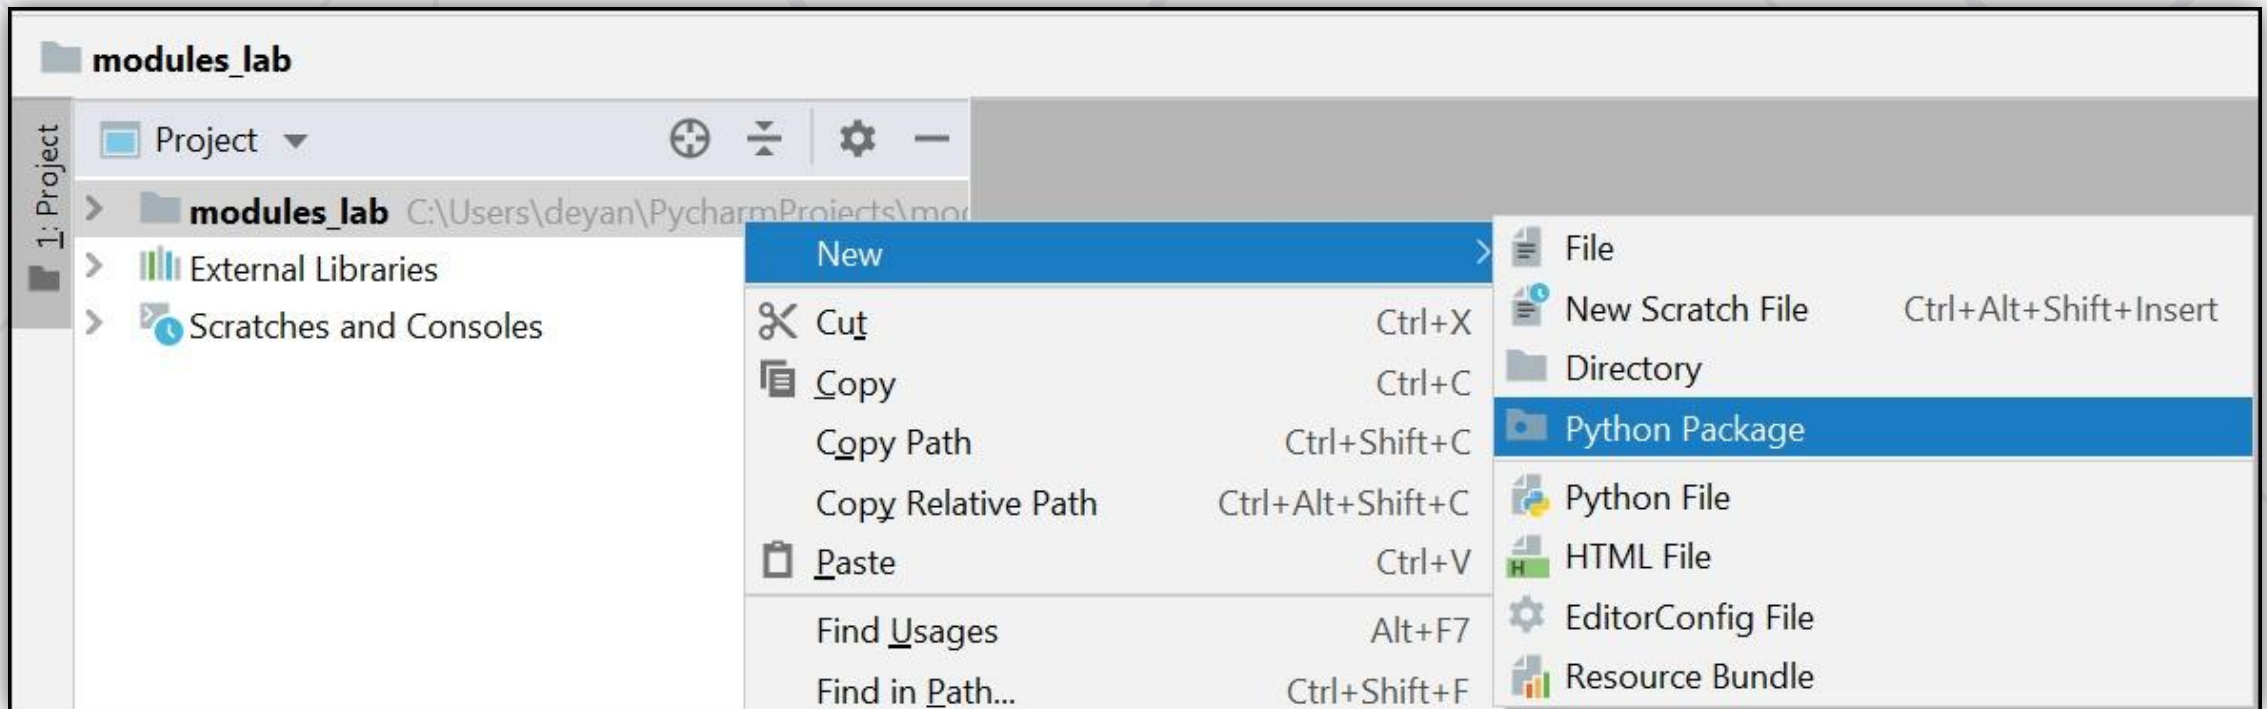 modules_lab
1: Project
Project
modules_lab C:\Users\deyan\PycharmProjects\mod
External Libraries
Scratches and Consoles
New
Cut Ctrl+X
Copy Ctrl+C
Copy Path Ctrl+Shift+C
Copy Relative Path Ctrl+Alt+Shift+C
Paste Ctrl+V
Find Usages Alt+F7
Find in Path... Ctrl+Shift+F
File
New Scratch File Ctrl+Alt+Shift+Insert
Directory
Python Package
Python File
HTML File
EditorConfig File
Resource Bundle